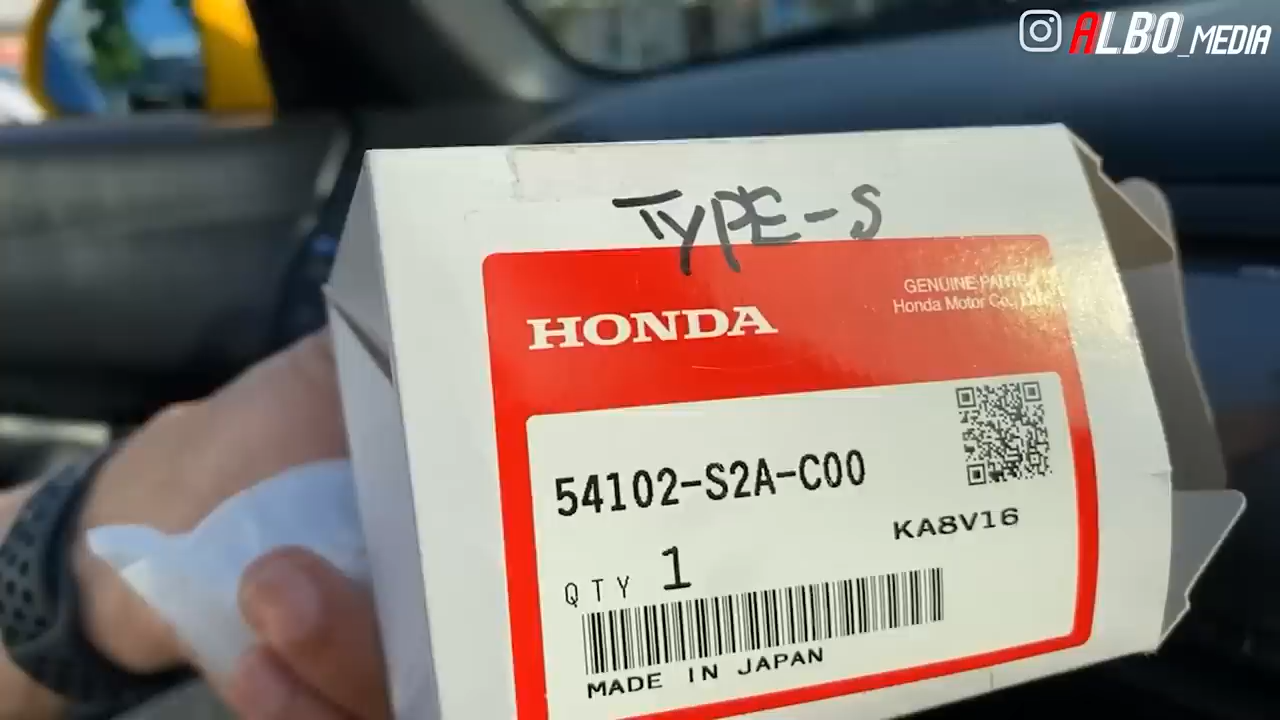 ALBO_MEDIA
TYPE-S
HONDA
GENUINE PARTS
Honda Motor Co.,
54102-S2A-C00
KA8V16
QTY 1
MADE IN JAPAN